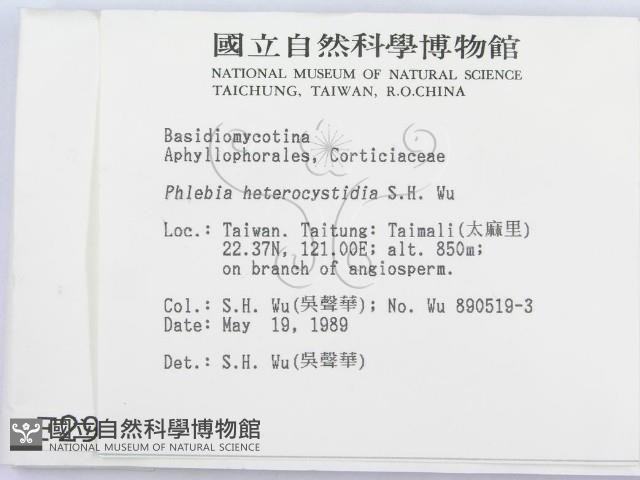 國立自然科學博物館
NATIONAL MUSEUM OF NATURAL SCIENCE
TAICHUNG, TAIWAN, R.O.CHINA
Basidiomycotina
Aphyllophorales, Corticiaceae
Phlebia heterocystidia S.H. Wu
Loc.: Taiwan. Taitung: Taimali(太麻里)
22.37N, 121.00E; alt. 850m;
on branch of angiosperm.
Col.: S.H. Wu(吳聲華); No. Wu 890519-3
Date: May 19, 1989
Det.: S.H. Wu(吳聲華)
國立自然科學博物館
NATIONAL MUSEUM OF NATURAL SCIENCE